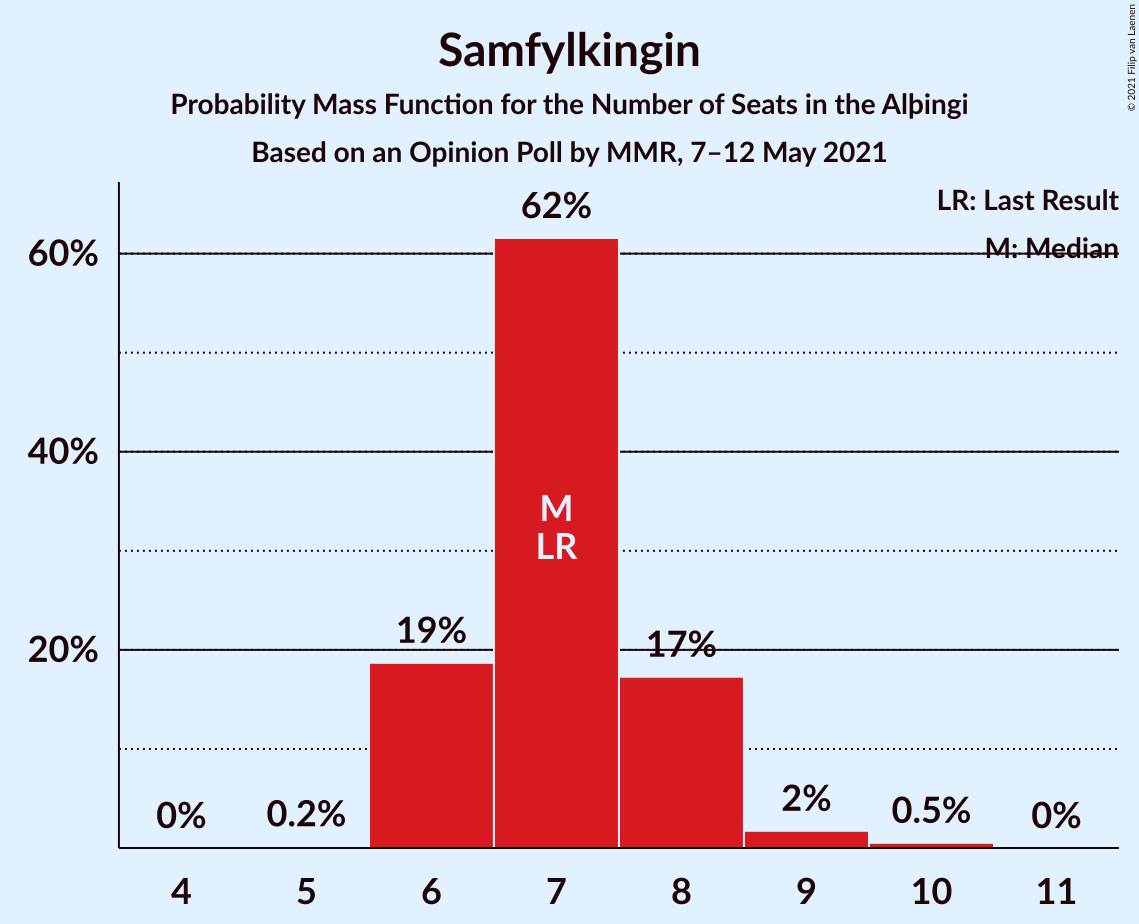 Samfylkingin
Probability Mass Function for the Number of Seats in the Alþingi
Based on an Opinion Poll by MMR, 7–12 May 2021
© 2021 Filip van Laenen
LR: Last Result
M: Median
60%
40%
20%
0%
0.2%
19%
62%
17%
2%
0.5%
0%
M
LR
4
5
6
7
8
9
10
11